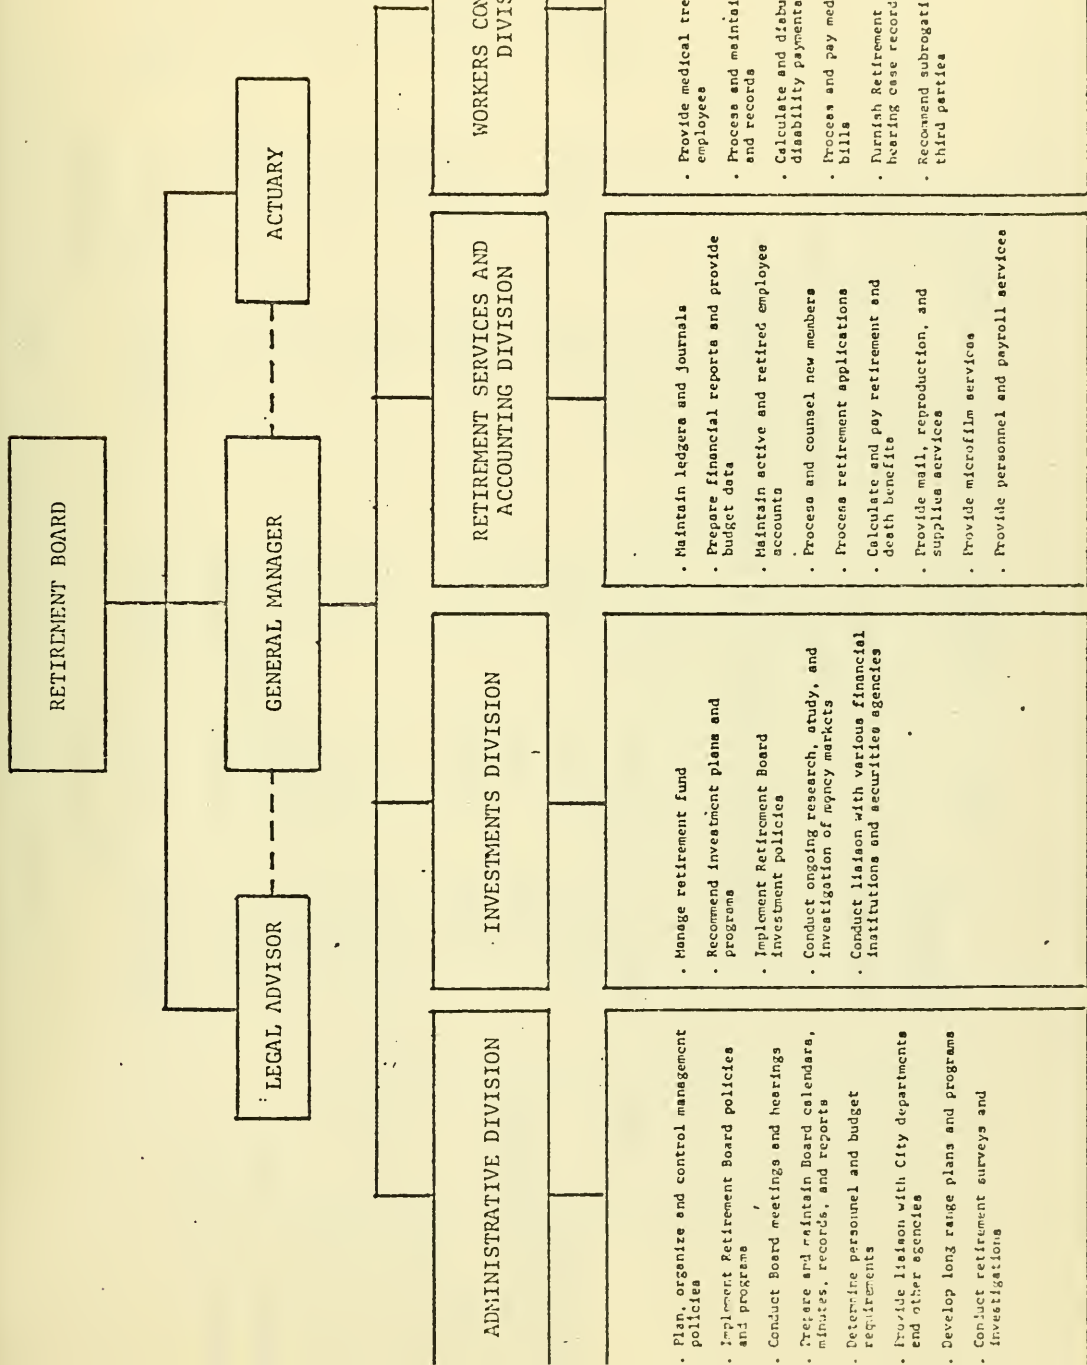 RETIREMENT BOARD
LEGAL ADVISOR
GENERAL MANAGER
ACTUARY
ADMINISTRATIVE DIVISION
· Plan, organize and control management
policies
· Implement Retirement Board policies
and programs
· Conduct Board meetings and hearings
· Prepare and maintain Board calendars,
minutes, records, and reports
· Determine personnel and budget
requirements
· Provide liaison with City departments
and other agencies
· Develop long range plans and programs
· Conduct retirement surveys and
investigations
INVESTMENTS DIVISION
· Manage retirement fund
· Recommend investment plans and
programs
· Implement Retirement Board
investment policies
· Conduct ongoing research, study, and
investigation of money markets
· Conduct liaison with various financial
institutions and securities agencies
RETIREMENT SERVICES AND
ACCOUNTING DIVISION
· Maintain ledgers and journals
· Prepare financial reports and provide
budget data
· Maintain active and retired employee
accounts
· Process and counsel new members
· Process retirement applications
· Calculate and pay retirement and
death benefits
· Provide mail, reproduction, and
supplies services
· Provide microfilm services
· Provide personnel and payroll services
WORKERS
· Provide medical
employees
· Process and
and records
· Calculate and
disability payments
· Process and pay
bills
· Furnish Retirement
hearing case
· Recommend
third parties